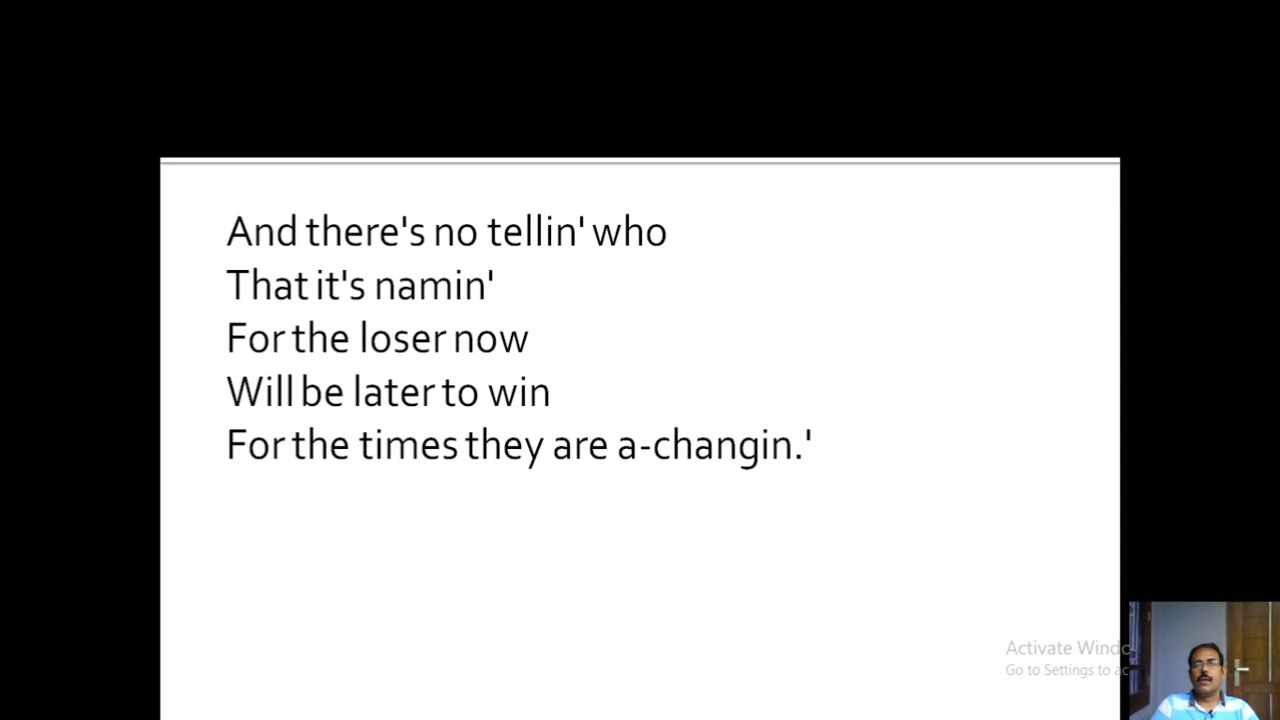 And there's no tellin' who
That it's namin'
For the loser now
Will be later to win
For the times they are a-changin.'
Activate Windo
Go to Settings to ac